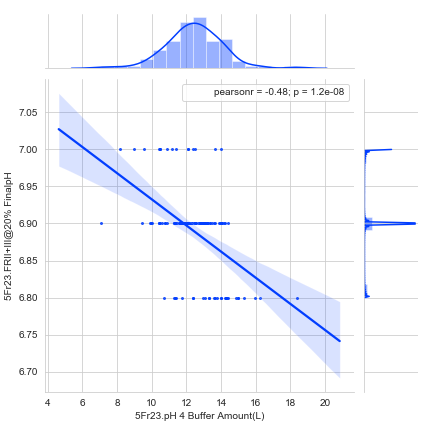 pearsonr = -0.48; p = 1.2e-08
7.05
7.00
6.95
6.90
6.85
6.80
6.75
6.70
5Fr23.FRII+III@20% FinalpH
4 6 8 10 12 14 16 18 20
5Fr23.pH 4 Buffer Amount(L)